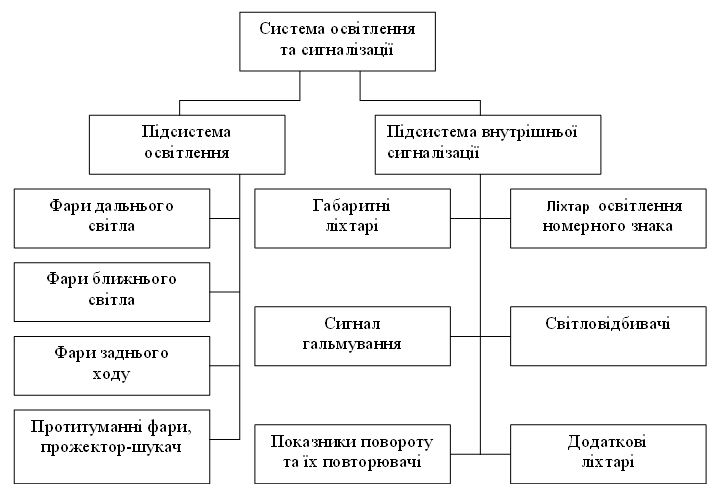 Система освітлення
та сигналізації
Підсистема
освітлення
Підсистема внутрішньої
сигналізації
Фари дальнього
світла
Фари ближнього
світла
Фари заднього
ходу
Протитуманні фари,
прожектор-шукач
Габаритні
ліхтарі
Сигнал
гальмування
Показники повороту
та їх повторювачі
Ліхтар освітлення
номерного знака
Світловідбивачі
Додаткові
ліхтарі